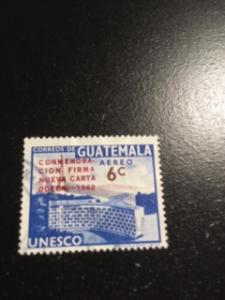 CORREOS DE GUATEMALA
AEREO
6C
CONMEMORA-
CION FIRMA
NUEVA CARTA
ODECA.-1962
UNESCO